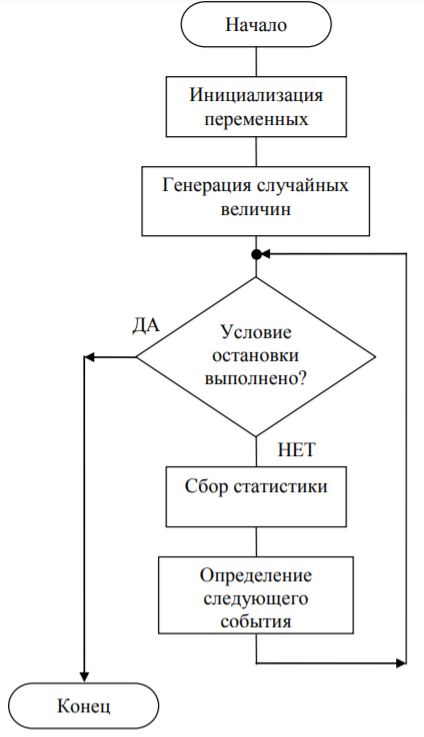 Начало
Инициализация
переменных
Генерация случайных
величин
ДА
Условие
остановки
выполнено?
НЕТ
Сбор статистики
Определение
следующего
события
Конец